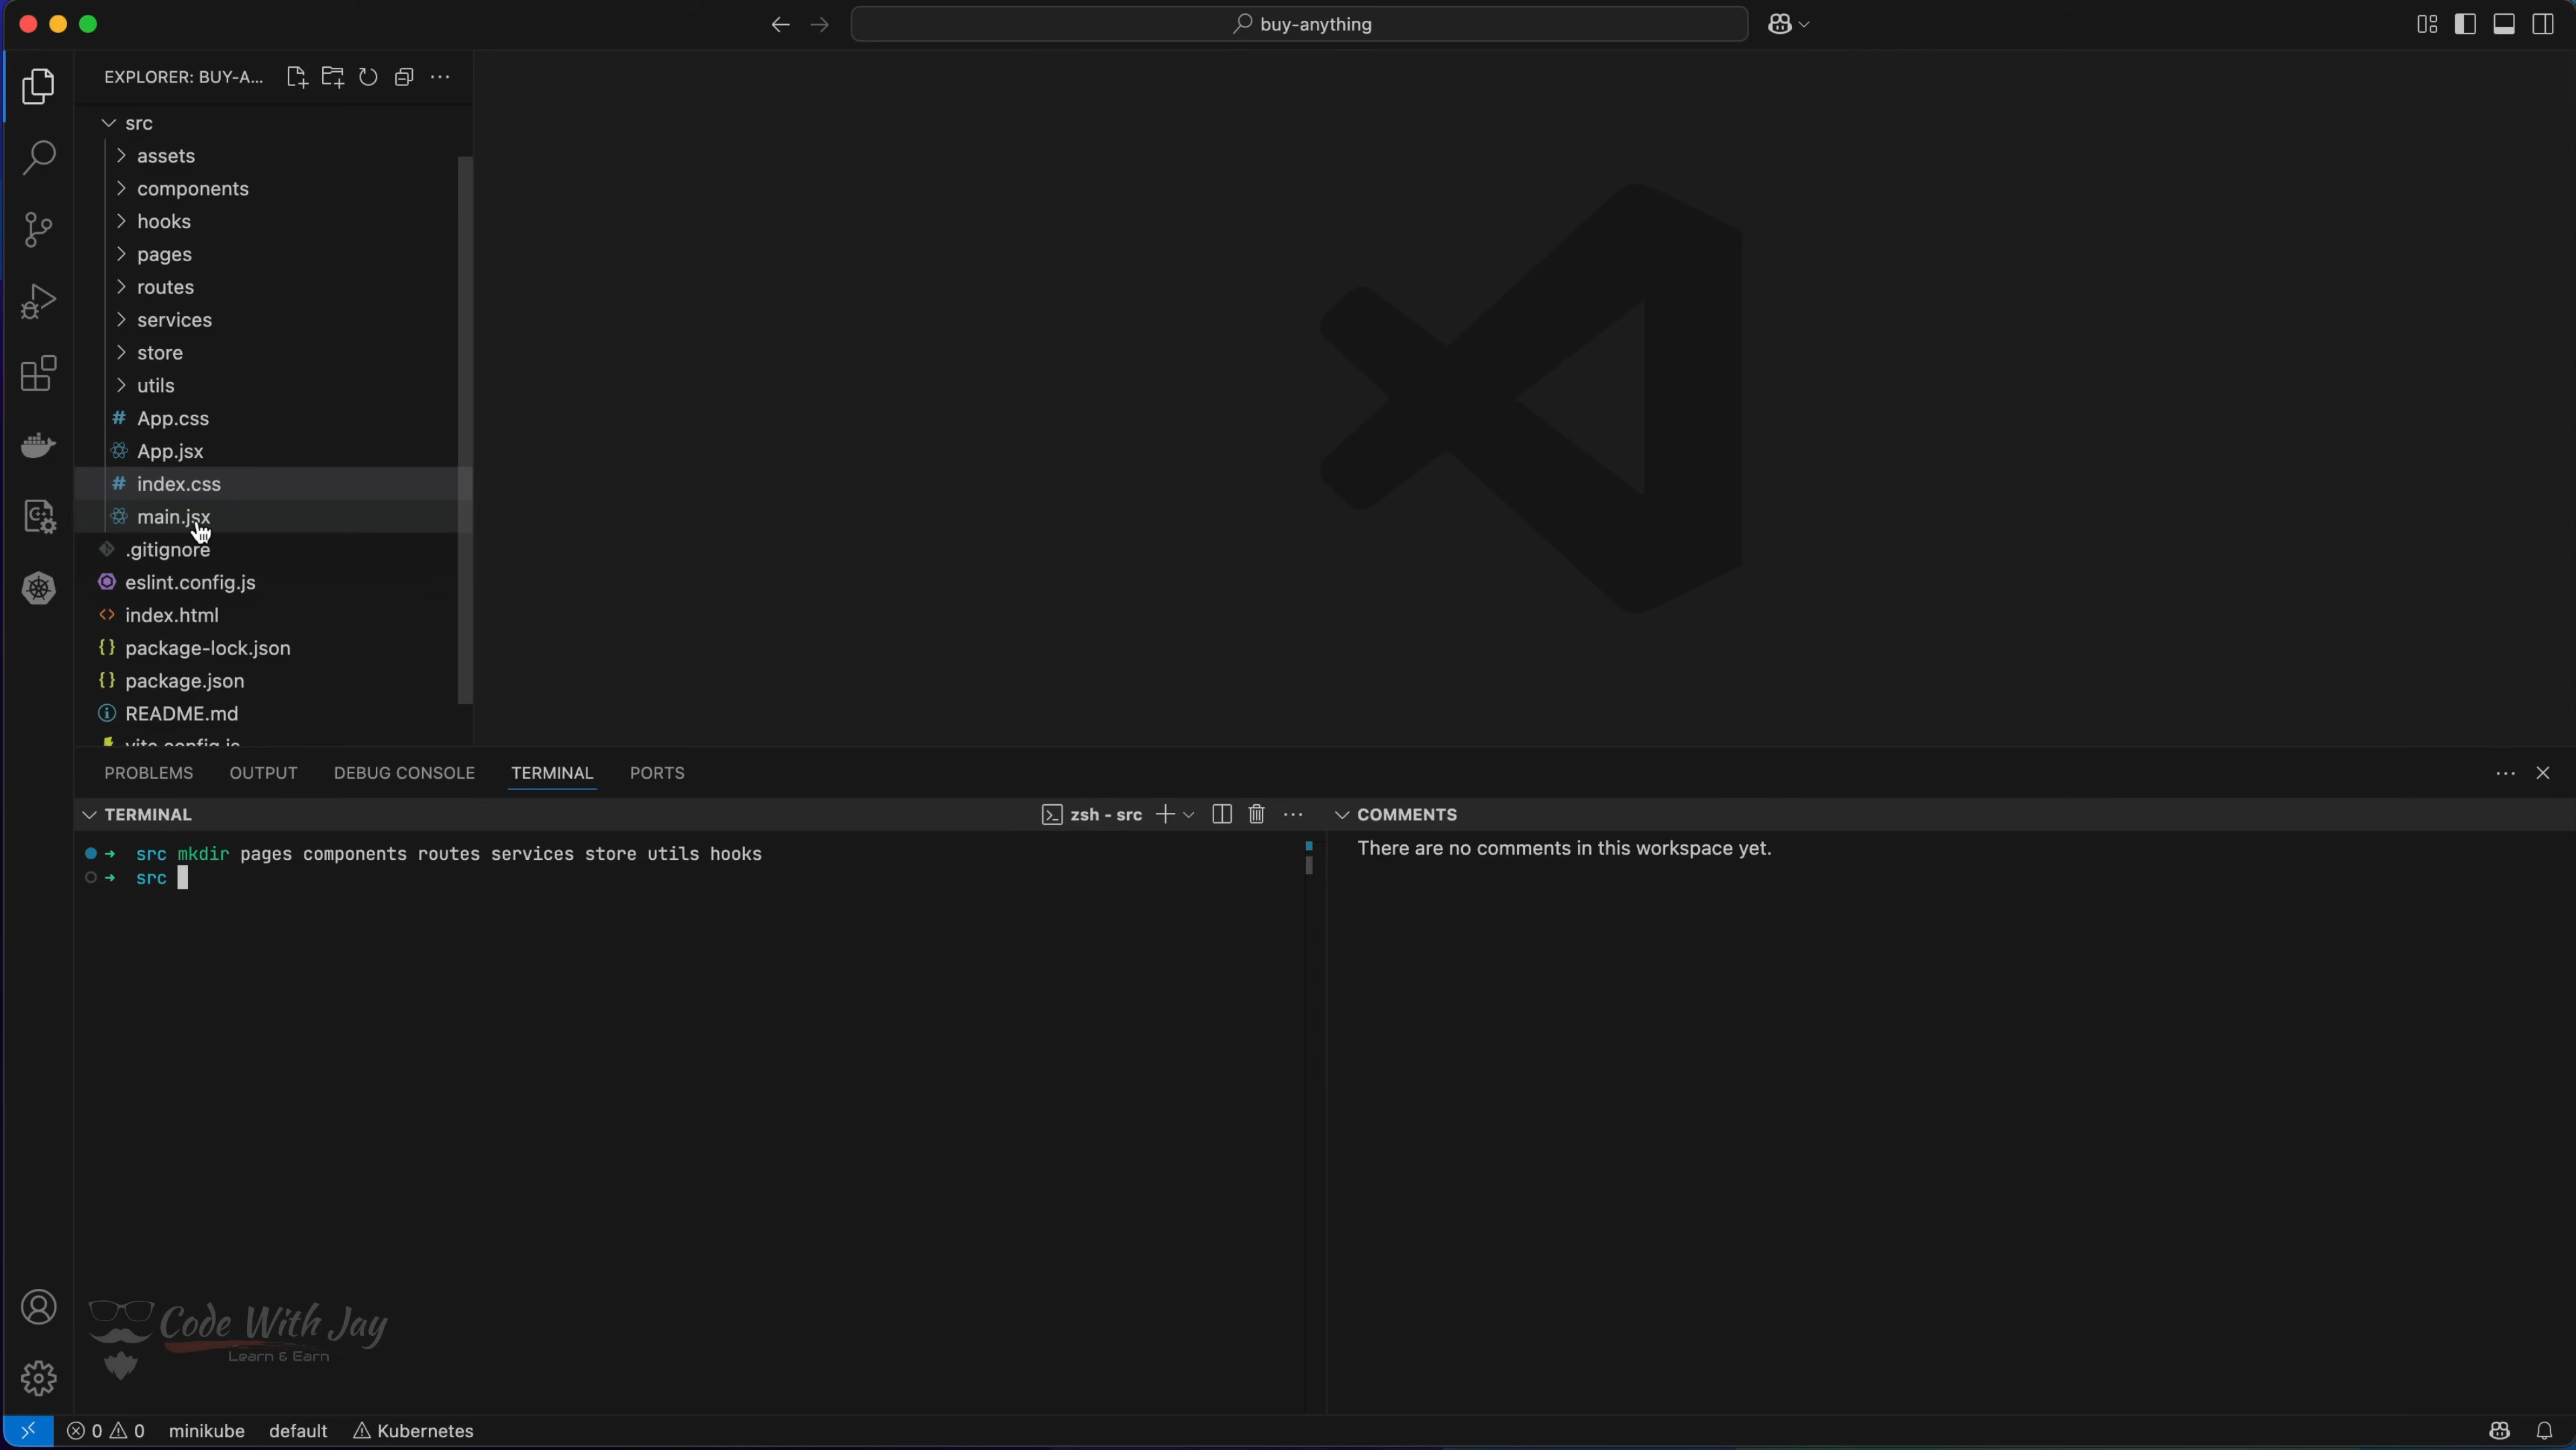 buy-anything
EXPLORER: BUY-A...
src
assets
components
hooks
pages
routes
services
store
utils
# App.css
App.jsx
# index.css
main.jsx
.gitignore
eslint.config.js
<> index.html
{} package-lock.json
{} package.json
README.md
vite.config.js
PROBLEMS OUTPUT DEBUG CONSOLE TERMINAL PORTS
TERMINAL
zsh - src
COMMENTS
→ src mkdir pages components routes services store utils hooks
→ src
There are no comments in this workspace yet.
Code With Jay
Learn & Earn
0 0 minikube default Kubernetes